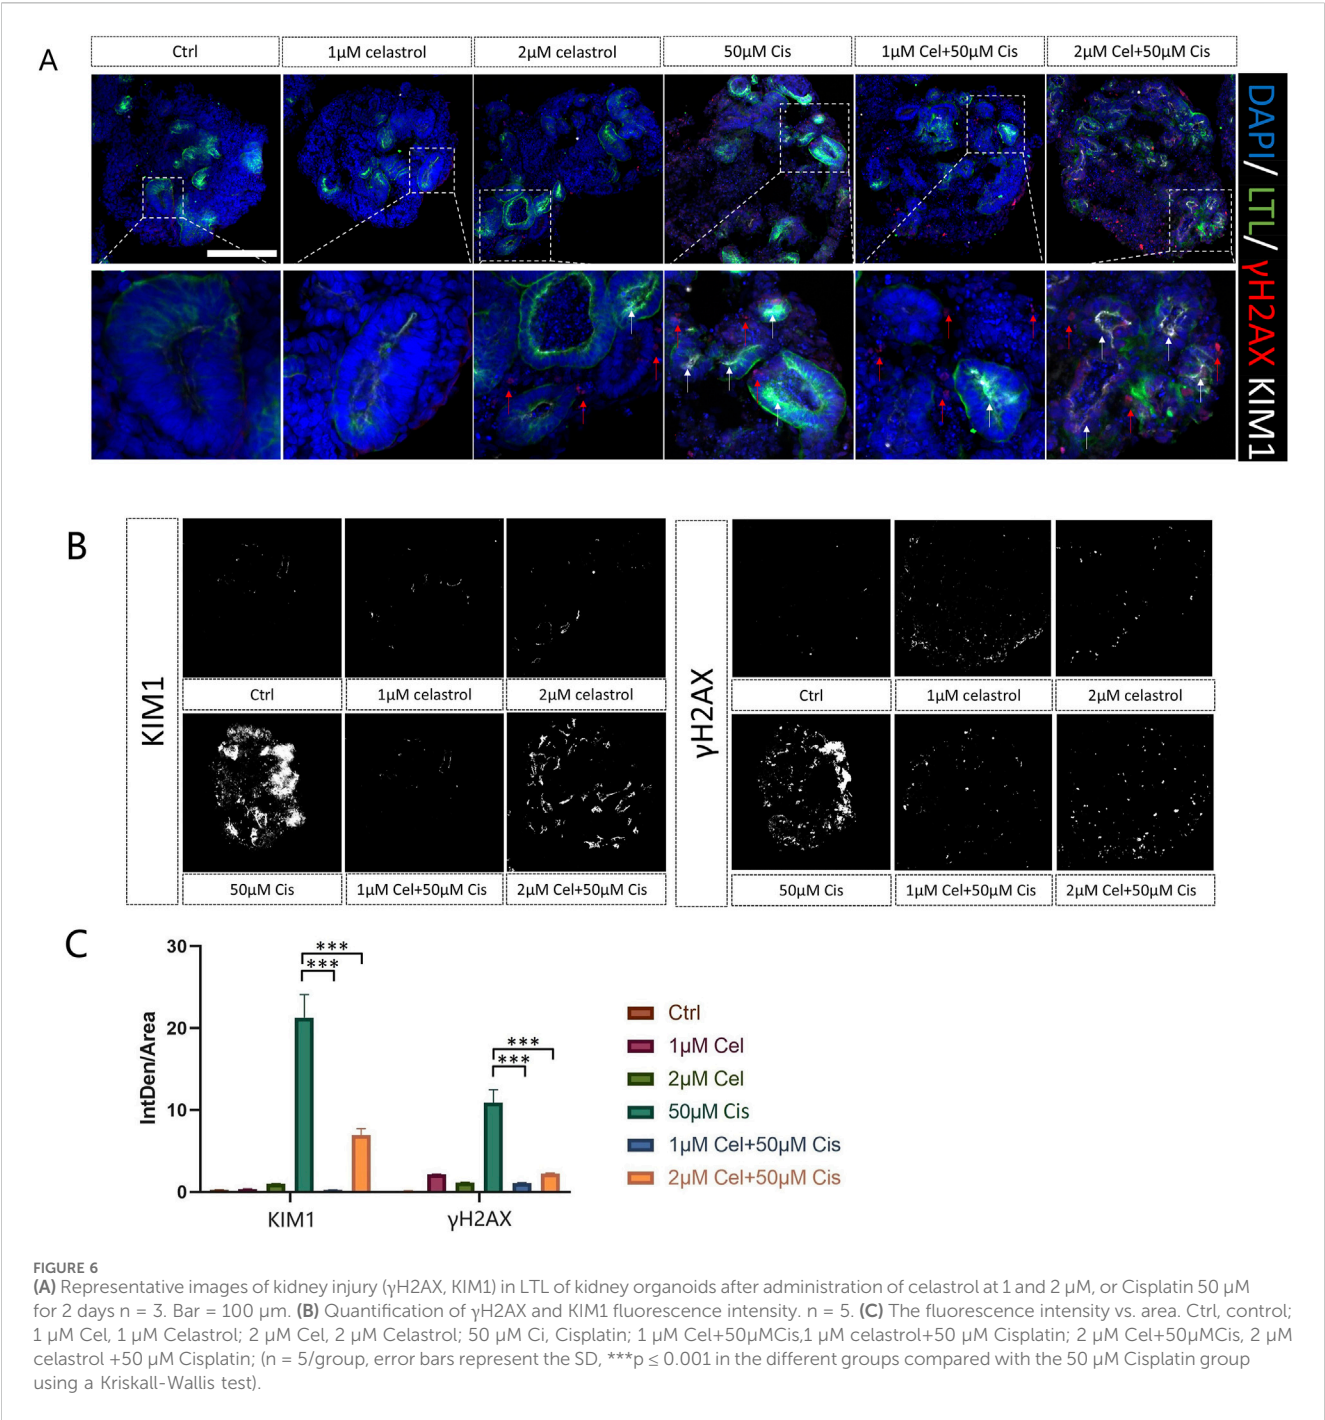 A
Ctrl
1μM celastrol
2μM celastrol
50μM Cis
1μM Cel+50μM Cis
2μM Cel+50μM Cis
DAPI/ LTL/ γH2AX KIM1
B
KIM1
Ctrl
1μM celastrol
2μM celastrol
50μM Cis
1μM Cel+50μM Cis
2μM Cel+50μM Cis
γH2AX
Ctrl
1μM celastrol
2μM celastrol
50μM Cis
1μM Cel+50μM Cis
2μM Cel+50μM Cis
C
IntDen/Area
30
20
10
0
***
***
***
***
KIM1
γH2AX
Ctrl
1μM Cel
2μM Cel
50μM Cis
1μM Cel+50μM Cis
2μM Cel+50μM Cis
FIGURE 6
(A) Representative images of kidney injury (γH2AX, KIM1) in LTL of kidney organoids after administration of celastrol at 1 and 2 μM, or Cisplatin 50 μM
for 2 days n = 3. Bar = 100 μm. (B) Quantification of γH2AX and KIM1 fluorescence intensity. n = 5. (C) The fluorescence intensity vs. area. Ctrl, control;
1 μM Cel, 1 μM Celastrol; 2 μM Cel, 2 μM Celastrol; 50 μM Ci, Cisplatin; 1 μM Cel+50μMCis,1 μM celastrol+50 μM Cisplatin; 2 μM Cel+50μMCis, 2 μM
celastrol +50 μM Cisplatin; (n = 5/group, error bars represent the SD, ***p ≤ 0.001 in the different groups compared with the 50 μM Cisplatin group
using a Kriskall-Wallis test).